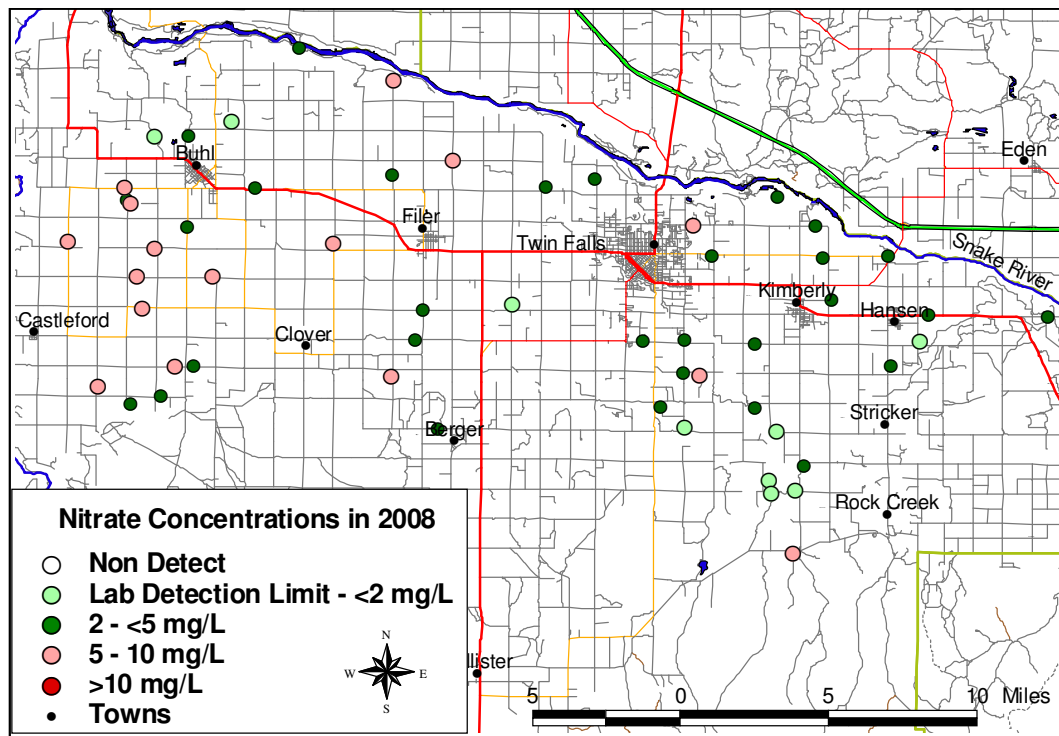 Eden
Buhl
Filer
Twin Falls
Snake River
Kimberly
Hansen
Castleford
Clover
Stricker
Berger
Rock Creek
llister
Nitrate Concentrations in 2008
Non Detect
Lab Detection Limit - <2 mg/L
2 - <5 mg/L
5 - 10 mg/L
>10 mg/L
Towns
N
W E
S
5 0 5 10 Miles